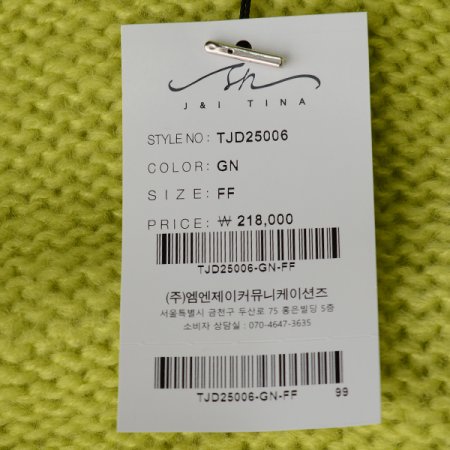 J & I TINA
STYLE NO : TJD25006
COLOR: GN
SIZE: FF
PRICE: ₩ 218,000
TJD25006-GN-FF
(주)엠엔제이커뮤니케이션즈
서울특별시 금천구 두산로 75 홍은빌딩 5층
소비자 상담실 : 070-4647-3635
TJD25006-GN-FF 99